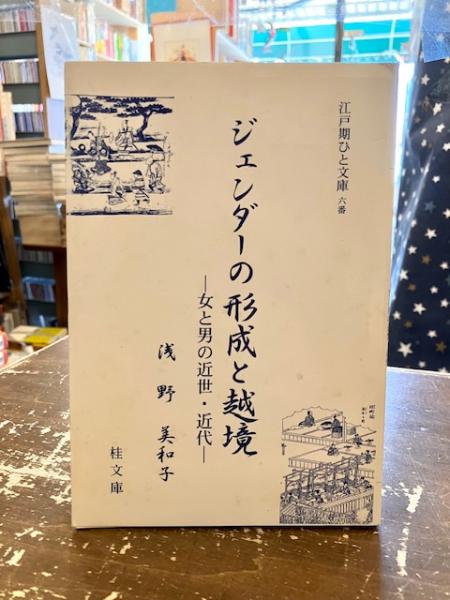 江戸期ひと文庫 六番
ジェンダーの形成と越境
―女と男の近世・近代―
浅野 美和子
桂文庫